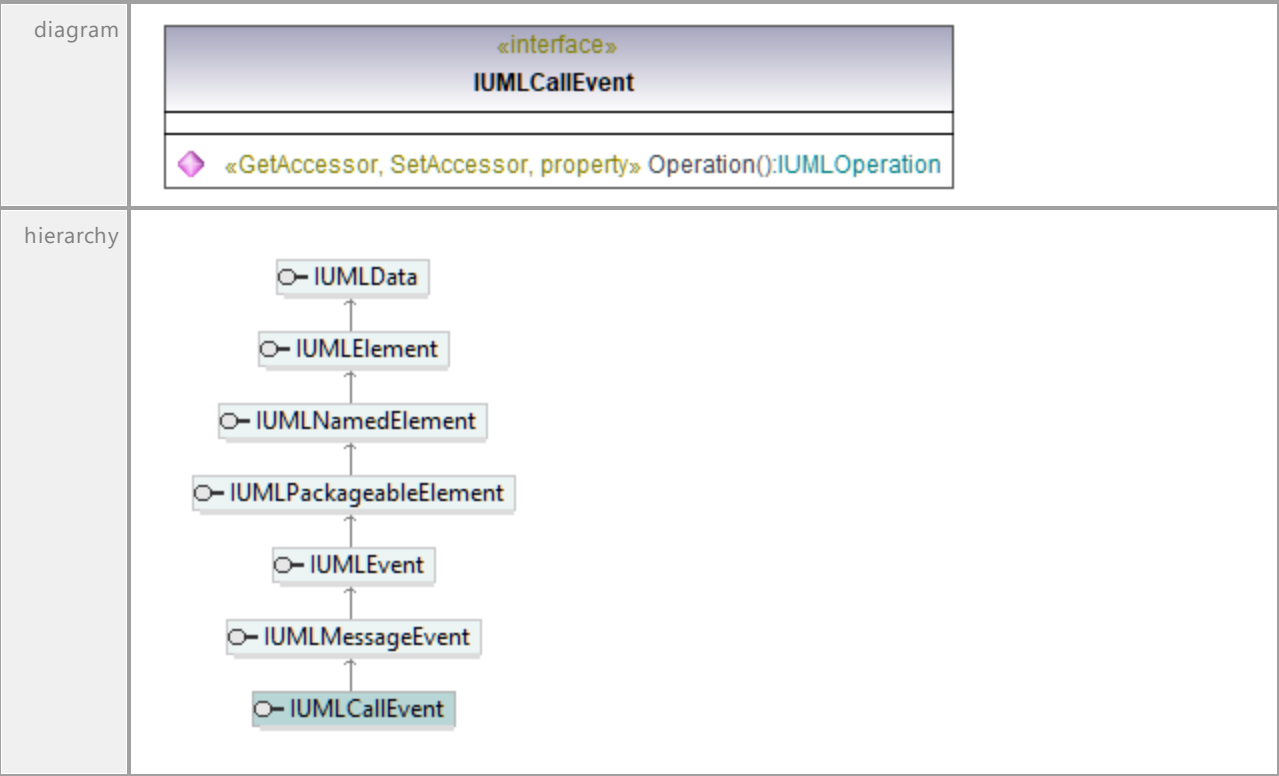 diagram
«interface»
IUMLCallEvent
«GetAccessor, SetAccessor, property» Operation():IUMLOperation
hierarchy
IUMLData
IUMLElement
IUMLNamedElement
IUMLPackageableElement
IUMLEvent
IUMLMessageEvent
IUMLCallEvent